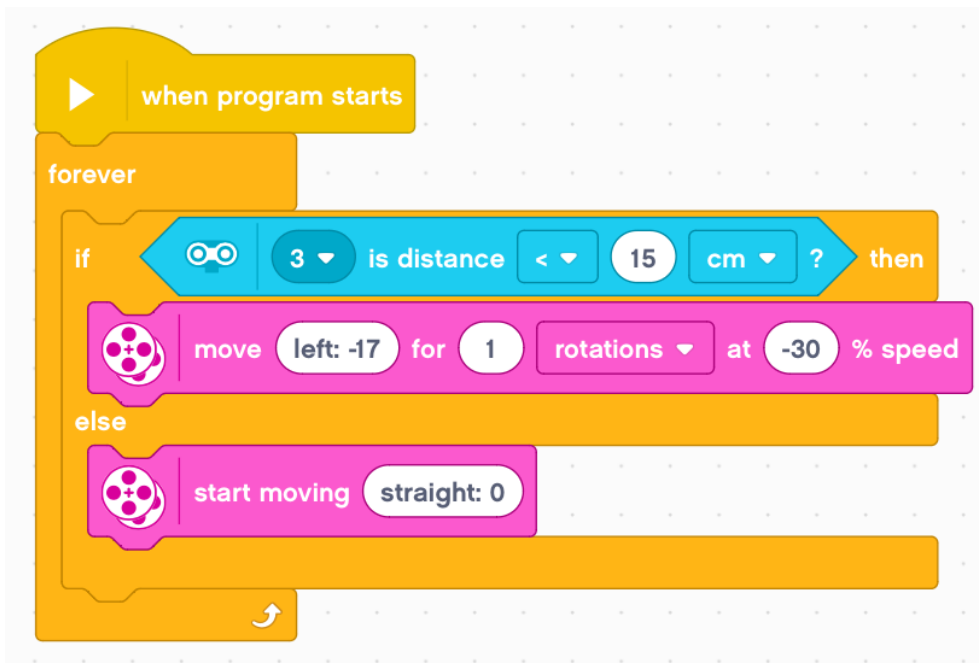 when program starts
forever
if 3 is distance < 15 cm ? then
move left: -17 for 1 rotations at -30 % speed
else
start moving straight: 0